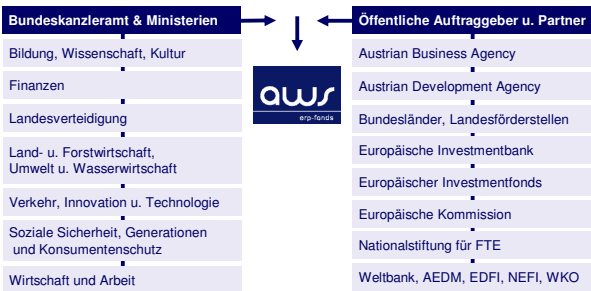 Bundeskanzleramt & Ministerien
Bildung, Wissenschaft, Kultur
Finanzen
Landesverteidigung
Land- u. Forstwirtschaft,
Umwelt u. Wasserwirtschaft
Verkehr, Innovation u. Technologie
Soziale Sicherheit, Generationen
und Konsumentenschutz
Wirtschaft und Arbeit
aws
erp-fonds
Öffentliche Auftraggeber u. Partner
Austrian Business Agency
Austrian Development Agency
Bundesländer, Landesförderstellen
Europäische Investmentbank
Europäischer Investmentfonds
Europäische Kommission
Nationalstiftung für FTE
Weltbank, AEDM, EDFI, NEFI, WKO